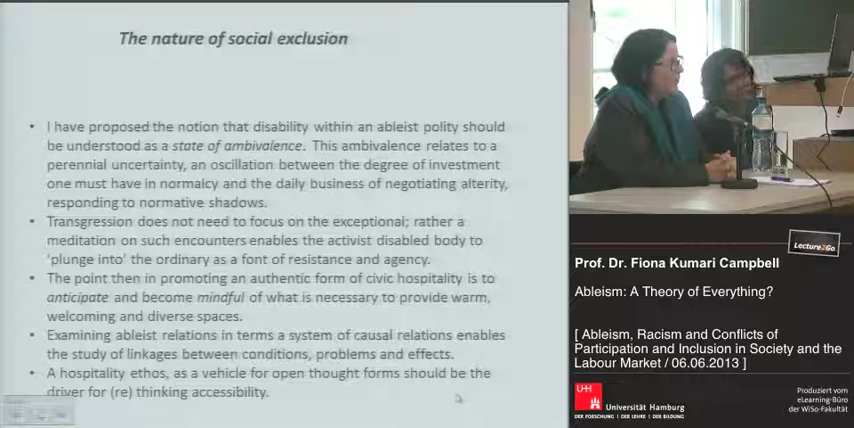 The nature of social exclusion
• I have proposed the notion that disability within an ableist polity should
be understood as a state of ambivalence. This ambivalence relates to a
perennial uncertainty, an oscillation between the degree of investment
one must have in normalcy and the daily business of negotiating alterity,
responding to normative shadows.
• Transgression does not need to focus on the exceptional; rather a
meditation on such encounters enables the activist disabled body to
'plunge into' the ordinary as a font of resistance and agency.
• The point then in promoting an authentic form of civic hospitality is to
anticipate and become mindful of what is necessary to provide warm,
welcoming and diverse spaces.
• Examining ableist relations in terms a system of causal relations enables
the study of linkages between conditions, problems and effects.
• A hospitality ethos, as a vehicle for open thought forms should be the
driver for (re) thinking accessibility.
Lecture2Go
Prof. Dr. Fiona Kumari Campbell
Ableism: A Theory of Everything?
[ Ableism, Racism and Conflicts of
Participation and Inclusion in Society and the
Labour Market / 06.06.2013 ]
UH
Universität Hamburg
DER FORSCHUNG | DER LEHRE | DER BILDUNG
Produziert vom
eLearning-Büro
der WiSo-Fakultät